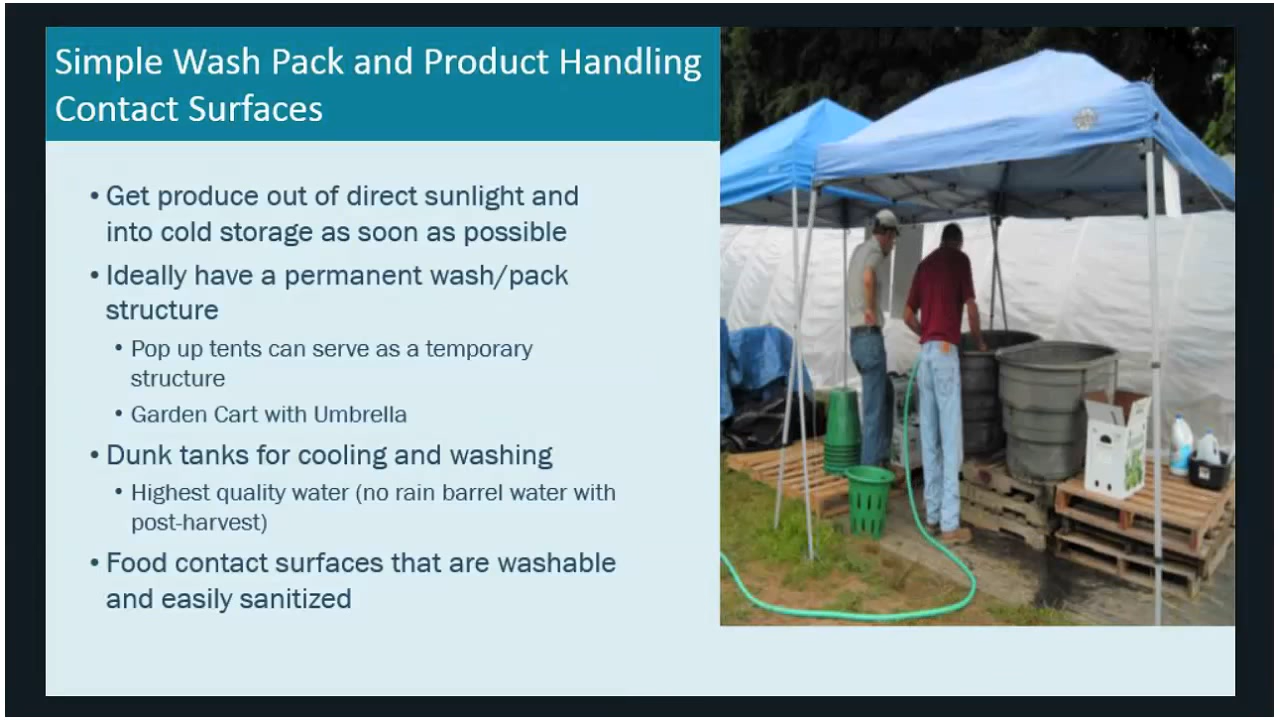 Simple Wash Pack and Product Handling
Contact Surfaces
• Get produce out of direct sunlight and
into cold storage as soon as possible
• Ideally have a permanent wash/pack
structure
• Pop up tents can serve as a temporary
structure
• Garden Cart with Umbrella
• Dunk tanks for cooling and washing
• Highest quality water (no rain barrel water with
post-harvest)
• Food contact surfaces that are washable
and easily sanitized